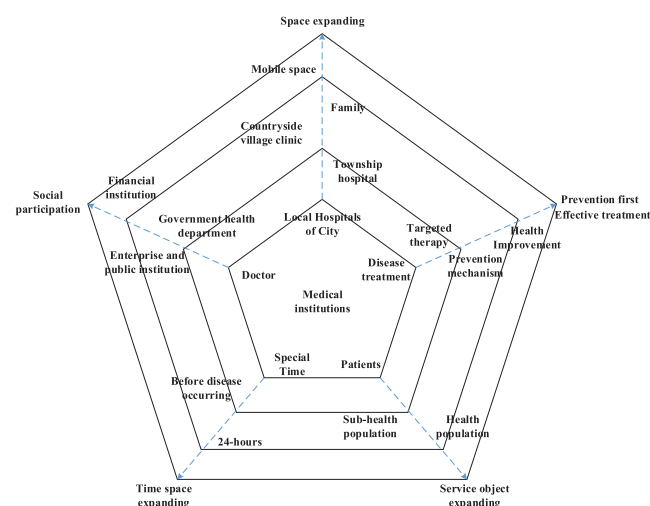 Space expanding
Mobile space
Family
Countryside
village clinic
Township
hospital
Financial
institution
Social
participation
Prevention first
Effective treatment
Government health
department
Local Hospitals
of City
Targeted
therapy
Health
Improvement
Enterprise and
public institution
Doctor
Disease
treatment
Prevention
mechanism
Medical
institutions
Special
Time
Patients
Before disease
occurring
Sub-health
population
Health
population
24-hours
Time space
expanding
Service object
expanding